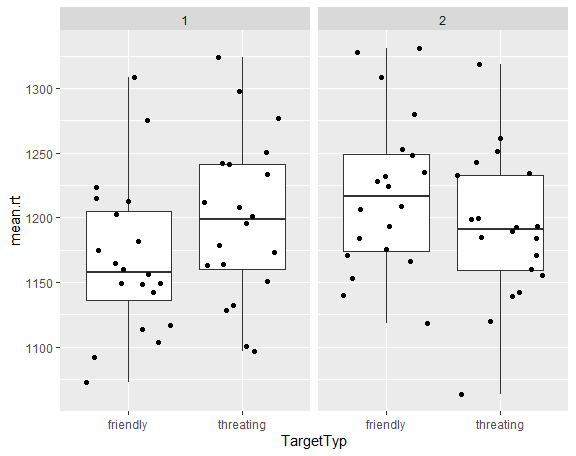 1 2
1300
1250
1200
1150
1100
mean.rt
friendly threating friendly threating
TargetTyp